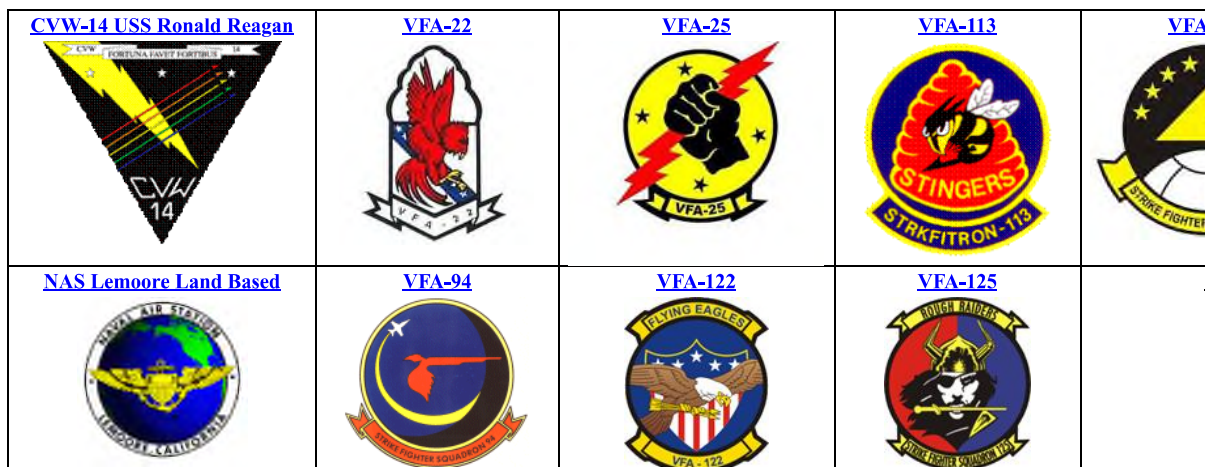 CVW-14 USS Ronald Reagan
VFA-22
VFA-25
VFA-113
VFA
CVW FORTUNA FAVET FORTIBUS 14
CVW
14
VFA-22
VFA-25
STINGERS
STRKFITRON-113
STRIKE FIGHTER
NAS Lemoore Land Based
VFA-94
VFA-122
VFA-125
NAVAL AIR STATION
LEMOORE, CALIFORNIA
STRIKE FIGHTER SQUADRON 94
FLYING EAGLES
VFA - 122
ROUGH RAIDERS
STRIKE FIGHTER SQUADRON 125